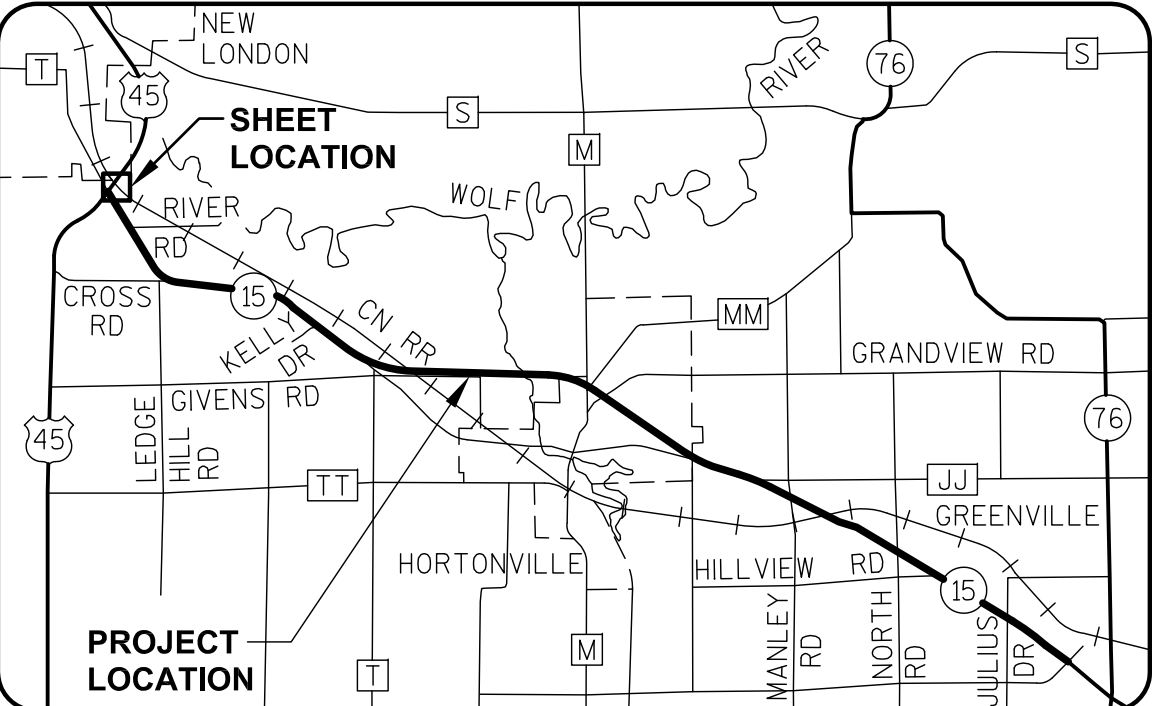 NEW
LONDON
T
45
S
SHEET
LOCATION
M
RIVER
76
S
WOLF
RIVER
RD
CROSS
RD
15
KELLY
DR
CN RR
MM
GRANDVIEW RD
GIVENS RD
LEDGE
HILL
RD
45
76
TT
JJ
GREENVILLE
HORTONVILLE
HILLVIEW RD
15
MANLEY
RD
NORTH
RD
JULIUS
DR
PROJECT
LOCATION
T
M